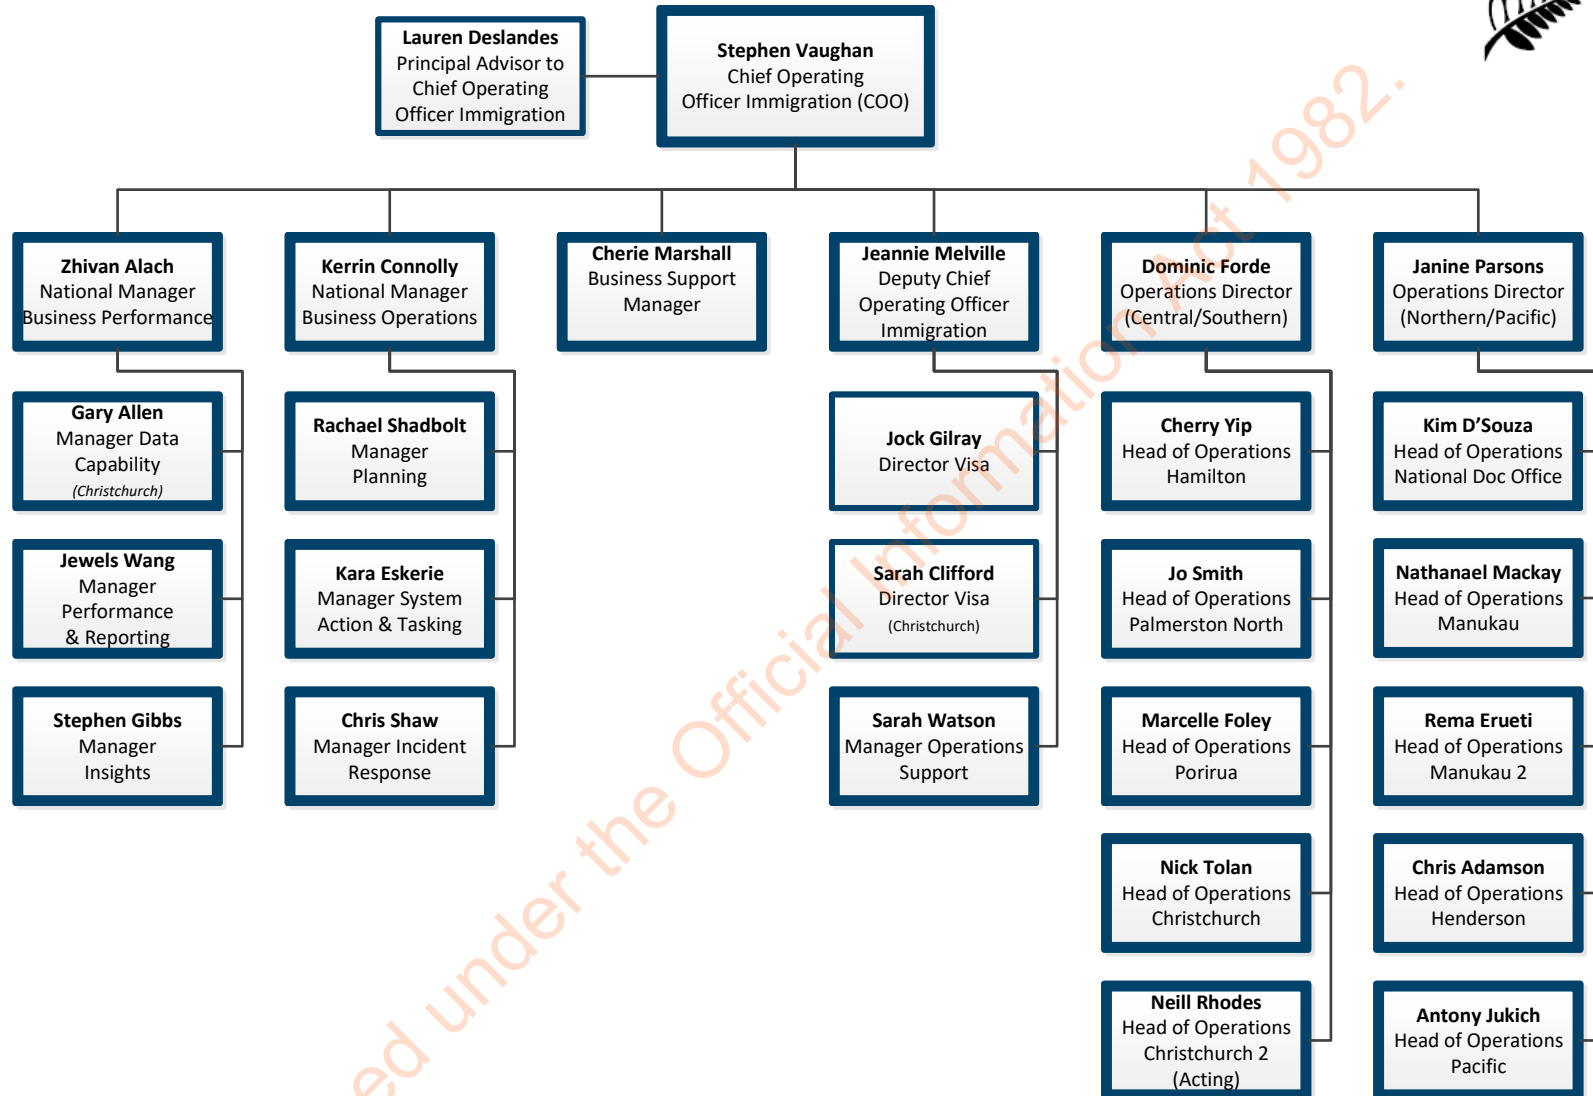 Lauren Deslandes
Principal Advisor to
Chief Operating
Officer Immigration
Stephen Vaughan
Chief Operating
Officer Immigration (COO)
Zhivan Alach
National Manager
Business Performance
Kerrin Connolly
National Manager
Business Operations
Cherie Marshall
Business Support
Manager
Jeannie Melville
Deputy Chief
Operating Officer
Immigration
Dominic Forde
Operations Director
(Central/Southern)
Janine Parsons
Operations Director
(Northern/Pacific)
Gary Allen
Manager Data
Capability
(Christchurch)
Rachael Shadbolt
Manager
Planning
Jock Gilray
Director Visa
Cherry Yip
Head of Operations
Hamilton
Kim D’Souza
Head of Operations
National Doc Office
Jewels Wang
Manager
Performance
& Reporting
Kara Eskerie
Manager System
Action & Tasking
Sarah Clifford
Director Visa
(Christchurch)
Jo Smith
Head of Operations
Palmerston North
Nathanael Mackay
Head of Operations
Manukau
Stephen Gibbs
Manager
Insights
Chris Shaw
Manager Incident
Response
Sarah Watson
Manager Operations
Support
Marcelle Foley
Head of Operations
Porirua
Rema Erueti
Head of Operations
Manukau 2
Nick Tolan
Head of Operations
Christchurch
Chris Adamson
Head of Operations
Henderson
Neill Rhodes
Head of Operations
Christchurch 2
(Acting)
Antony Jukich
Head of Operations
Pacific
ed under the Official Information Act 1982.